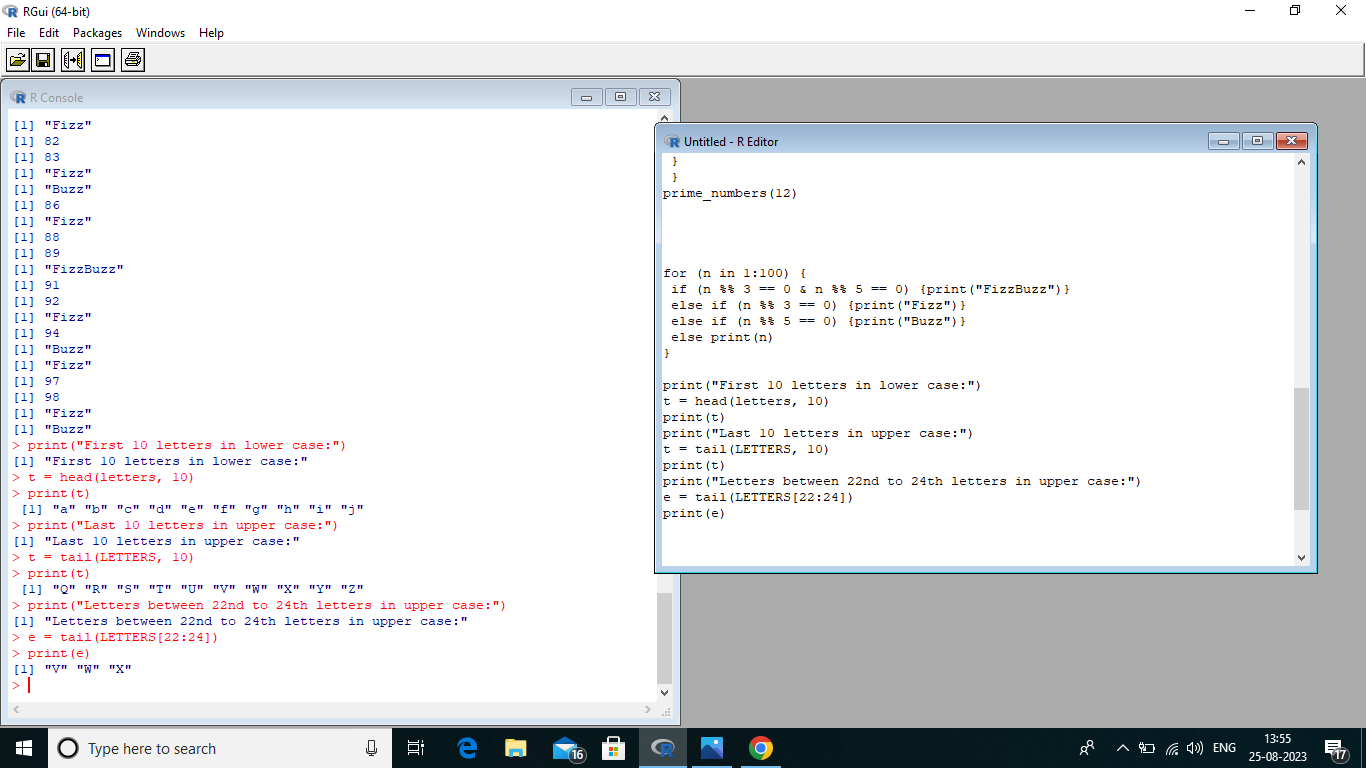 RGui (64-bit)
File Edit Packages Windows Help
R Console
[1] "Fizz"
[1] 82
[1] 83
[1] "Fizz"
[1] "Buzz"
[1] 86
[1] "Fizz"
[1] 88
[1] 89
[1] "FizzBuzz"
[1] 91
[1] 92
[1] "Fizz"
[1] 94
[1] "Buzz"
[1] "Fizz"
[1] 97
[1] 98
[1] "Fizz"
[1] "Buzz"
> print("First 10 letters in lower case:")
[1] "First 10 letters in lower case:"
> t = head(letters, 10)
> print(t)
 [1] "a" "b" "c" "d" "e" "f" "g" "h" "i" "j"
> print("Last 10 letters in upper case:")
[1] "Last 10 letters in upper case:"
> t = tail(LETTERS, 10)
> print(t)
 [1] "Q" "R" "S" "T" "U" "V" "W" "X" "Y" "Z"
> print("Letters between 22nd to 24th letters in upper case:")
[1] "Letters between 22nd to 24th letters in upper case:"
> e = tail(LETTERS[22:24])
> print(e)
[1] "V" "W" "X"
>
Untitled - R Editor
 }
 }
prime_numbers(12)
for (n in 1:100) {
 if (n %% 3 == 0 & n %% 5 == 0) {print("FizzBuzz")}
 else if (n %% 3 == 0) {print("Fizz")}
 else if (n %% 5 == 0) {print("Buzz")}
 else print(n)
}
print("First 10 letters in lower case:")
t = head(letters, 10)
print(t)
print("Last 10 letters in upper case:")
t = tail(LETTERS, 10)
print(t)
print("Letters between 22nd to 24th letters in upper case:")
e = tail(LETTERS[22:24])
print(e)
Type here to search
16
ENG
13:55
25-08-2023
17